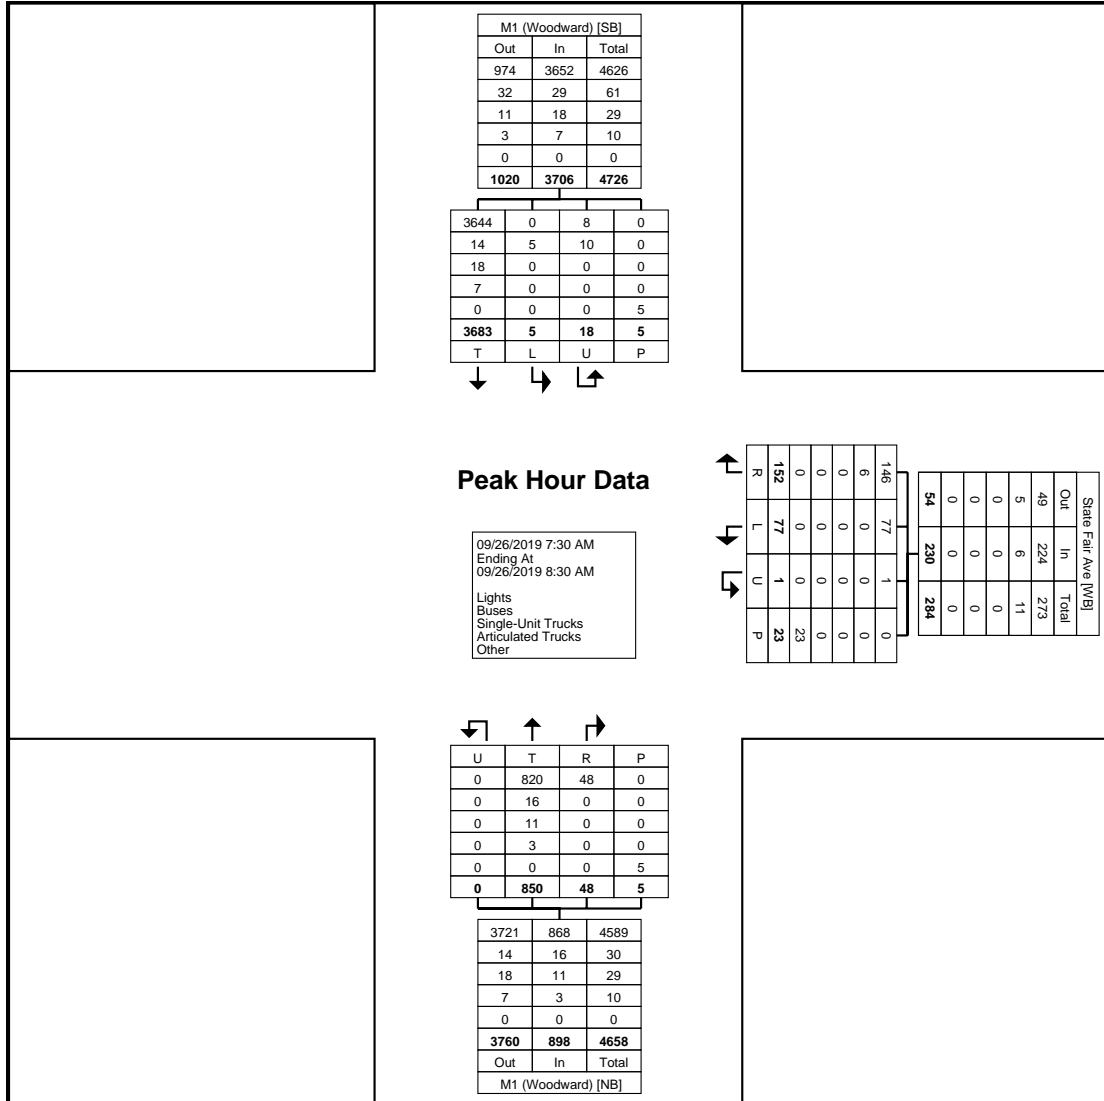 M1 (Woodward) [SB]
Out In Total
974 3652 4626
32 29 61
11 18 29
3 7 10
0 0 0
1020 3706 4726
3644 0 8 0
14 5 10 0
18 0 0 0
7 0 0 0
0 0 0 5
3683 5 18 5
T L U P
Peak Hour Data
09/26/2019 7:30 AM
Ending At
09/26/2019 8:30 AM
Lights
Buses
Single-Unit Trucks
Articulated Trucks
Other
State Fair Ave [WB]
Out In Total
49 224 273
5 6 11
0 0 0
0 0 0
0 0 0
54 230 284
146 77 1 0
6 0 0 0
0 0 0 0
0 0 0 0
0 0 0 23
152 77 1 23
R L U P
U T R P
0 820 48 0
0 16 0 0
0 11 0 0
0 3 0 0
0 0 0 5
0 850 48 5
3721 868 4589
14 16 30
18 11 29
7 3 10
0 0 0
3760 898 4658
Out In Total
M1 (Woodward) [NB]